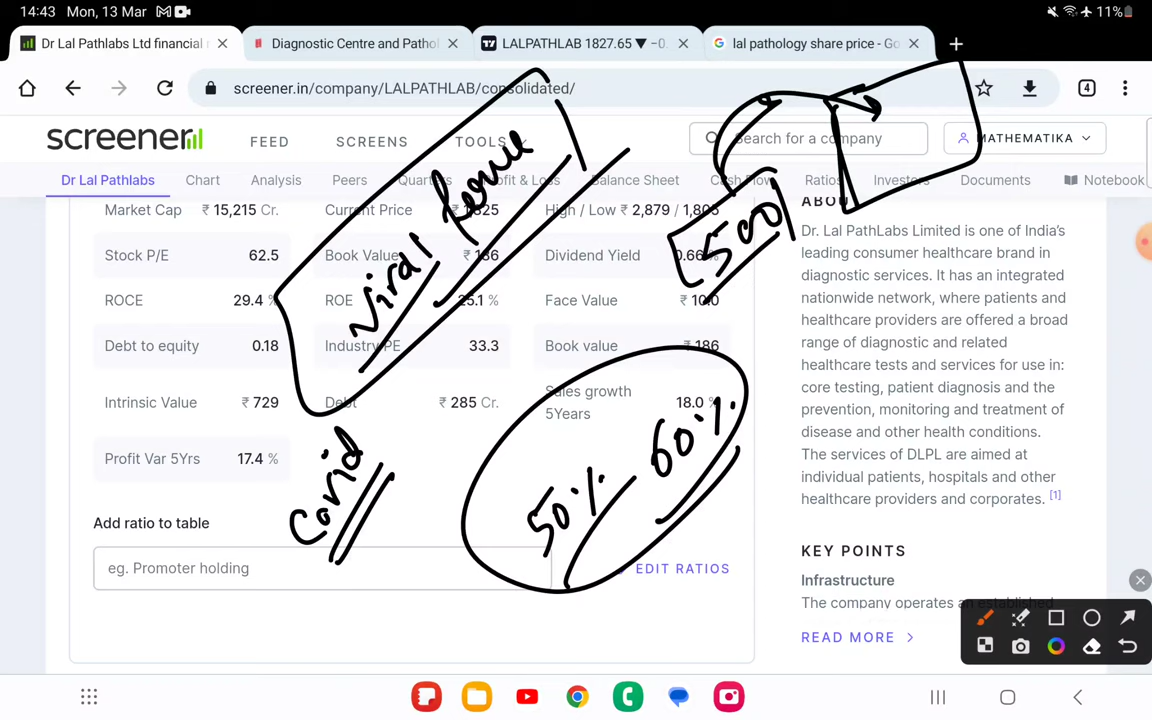 14:43 Mon, 13 Mar
11%
Dr Lal Pathlabs Ltd financial
Diagnostic Centre and Pathol
LALPATHLAB 1827.65 ▼ −0.
lal pathology share price - Go
screener.in/company/LALPATHLAB/consolidated/
4
screener
FEED
SCREENS
TOOLS
Search for a company
MATHEMATIKA
Dr Lal Pathlabs
Chart
Analysis
Peers
Quarters
Profit & Loss
Balance Sheet
Cash Flow
Ratios
Investors
Documents
Notebook
Market Cap ₹ 15,215 Cr.
Current Price ₹ 1,825
High / Low ₹ 2,879 / 1,805
Stock P/E 62.5
Book Value ₹ 186
Dividend Yield 0.66 %
ROCE 29.4 %
ROE 25.1 %
Face Value ₹ 10.0
Debt to equity 0.18
Industry PE 33.3
Book value ₹ 186
Intrinsic Value ₹ 729
Debt ₹ 285 Cr.
Sales growth
5Years
18.0 %
Profit Var 5Yrs 17.4 %
Add ratio to table
eg. Promoter holding
EDIT RATIOS
Viral
500
Covid
50% 60%
ABOUT
Dr. Lal PathLabs Limited is one of India's
leading consumer healthcare brand in
diagnostic services. It has an integrated
nationwide network, where patients and
healthcare providers are offered a broad
range of diagnostic and related
healthcare tests and services for use in:
core testing, patient diagnosis and the
prevention, monitoring and treatment of
disease and other health conditions.
The services of DLPL are aimed at
individual patients, hospitals and other
healthcare providers and corporates. [1]
KEY POINTS
Infrastructure
The company operates an established
READ MORE